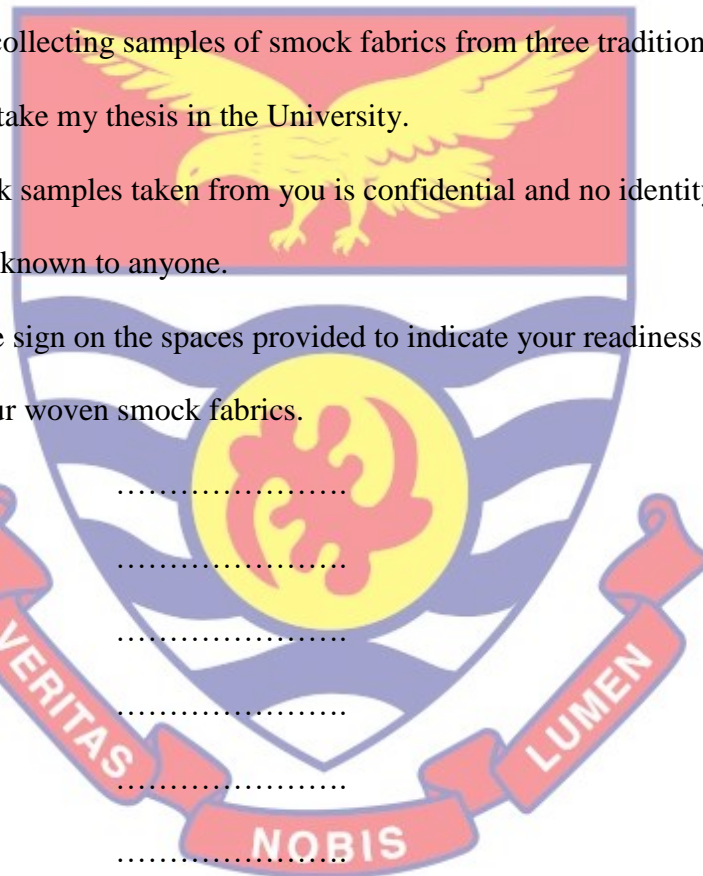 collecting samples of smock fabrics from three tradition
take my thesis in the University.
k samples taken from you is confidential and no identity
known to anyone.
e sign on the spaces provided to indicate your readiness
ur woven smock fabrics.
…………………..
…………………..
…………………..
…………………..
…………………..
…………………..
VERITAS
NOBIS
LUMEN